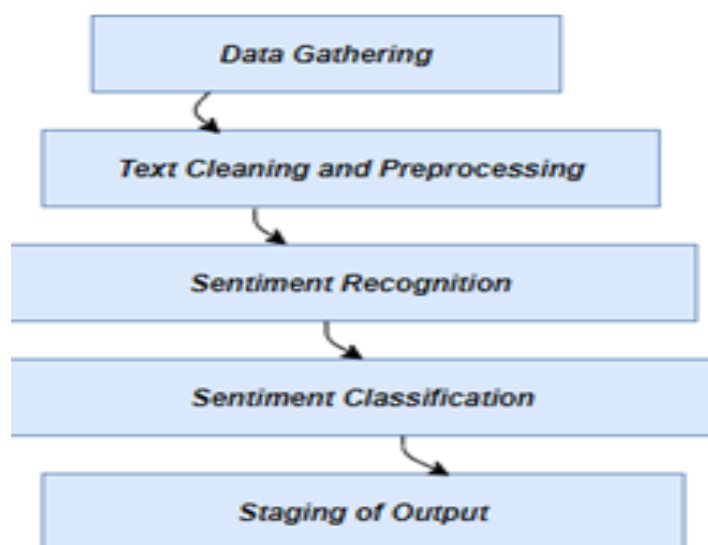 Data Gathering
Text Cleaning and Preprocessing
Sentiment Recognition
Sentiment Classification
Staging of Output